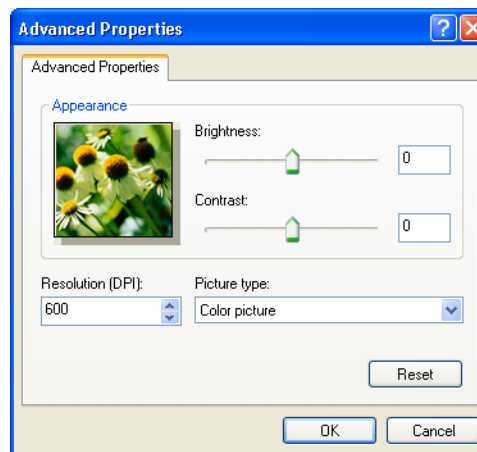 Advanced Properties
Advanced Properties
Appearance
Brightness:
0
Contrast:
0
Resolution (DPI):
Picture type:
600
Color picture
Reset
OK
Cancel